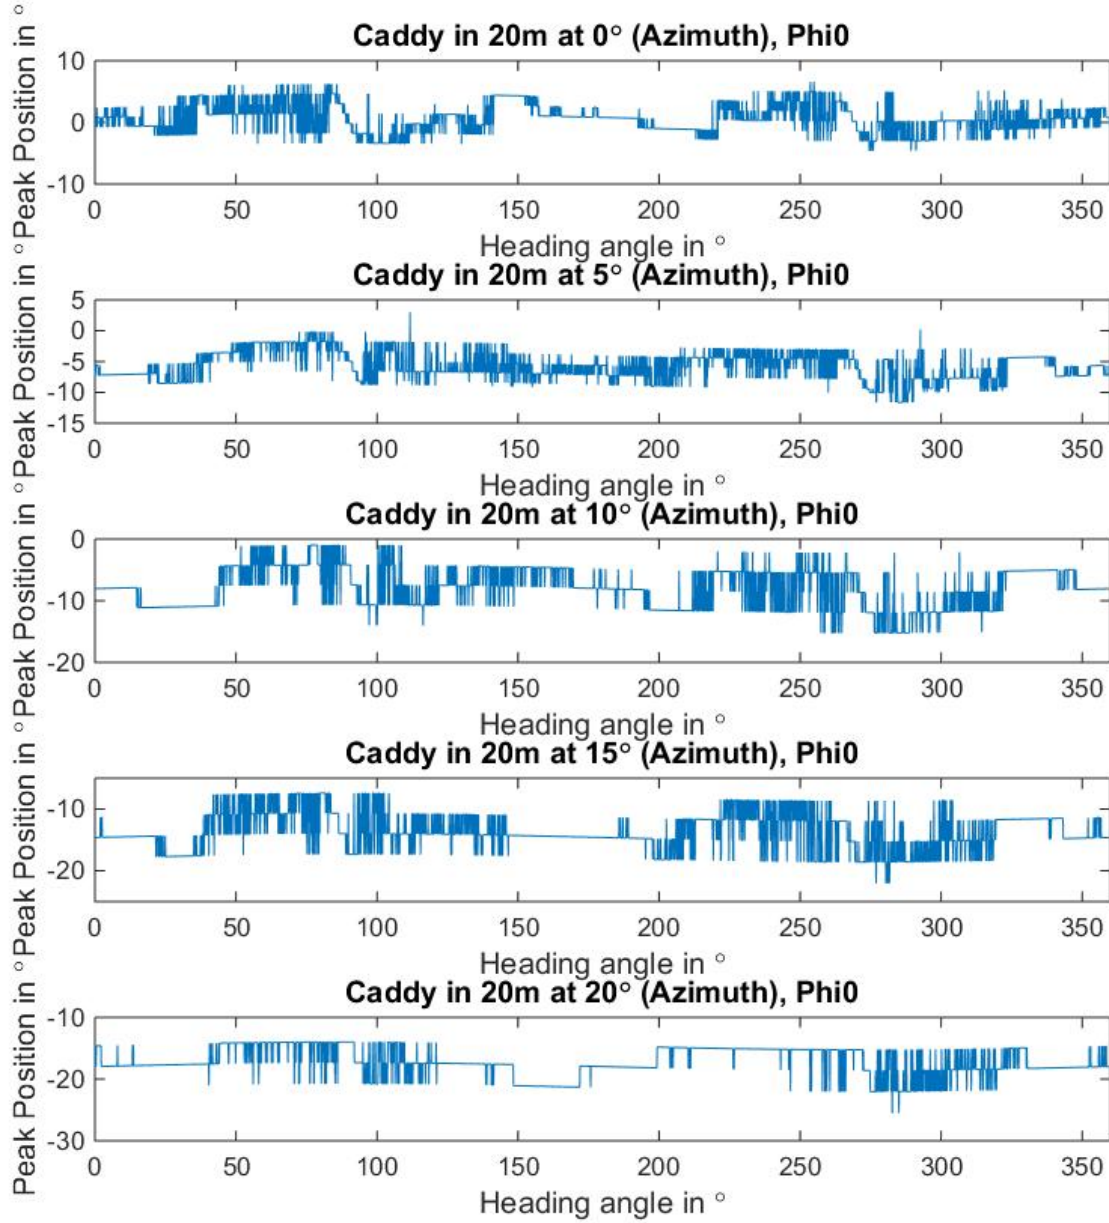 Caddy in 20m at 0° (Azimuth), Phi0
Peak Position in °
10
0
-10
0 50 100 150 200 250 300 350
Heading angle in °
Caddy in 20m at 5° (Azimuth), Phi0
Peak Position in °
5
0
-5
-10
-15
0 50 100 150 200 250 300 350
Heading angle in °
Caddy in 20m at 10° (Azimuth), Phi0
Peak Position in °
0
-10
-20
0 50 100 150 200 250 300 350
Heading angle in °
Caddy in 20m at 15° (Azimuth), Phi0
Peak Position in °
-10
-20
0 50 100 150 200 250 300 350
Heading angle in °
Caddy in 20m at 20° (Azimuth), Phi0
Peak Position in °
-10
-20
-30
0 50 100 150 200 250 300 350
Heading angle in °